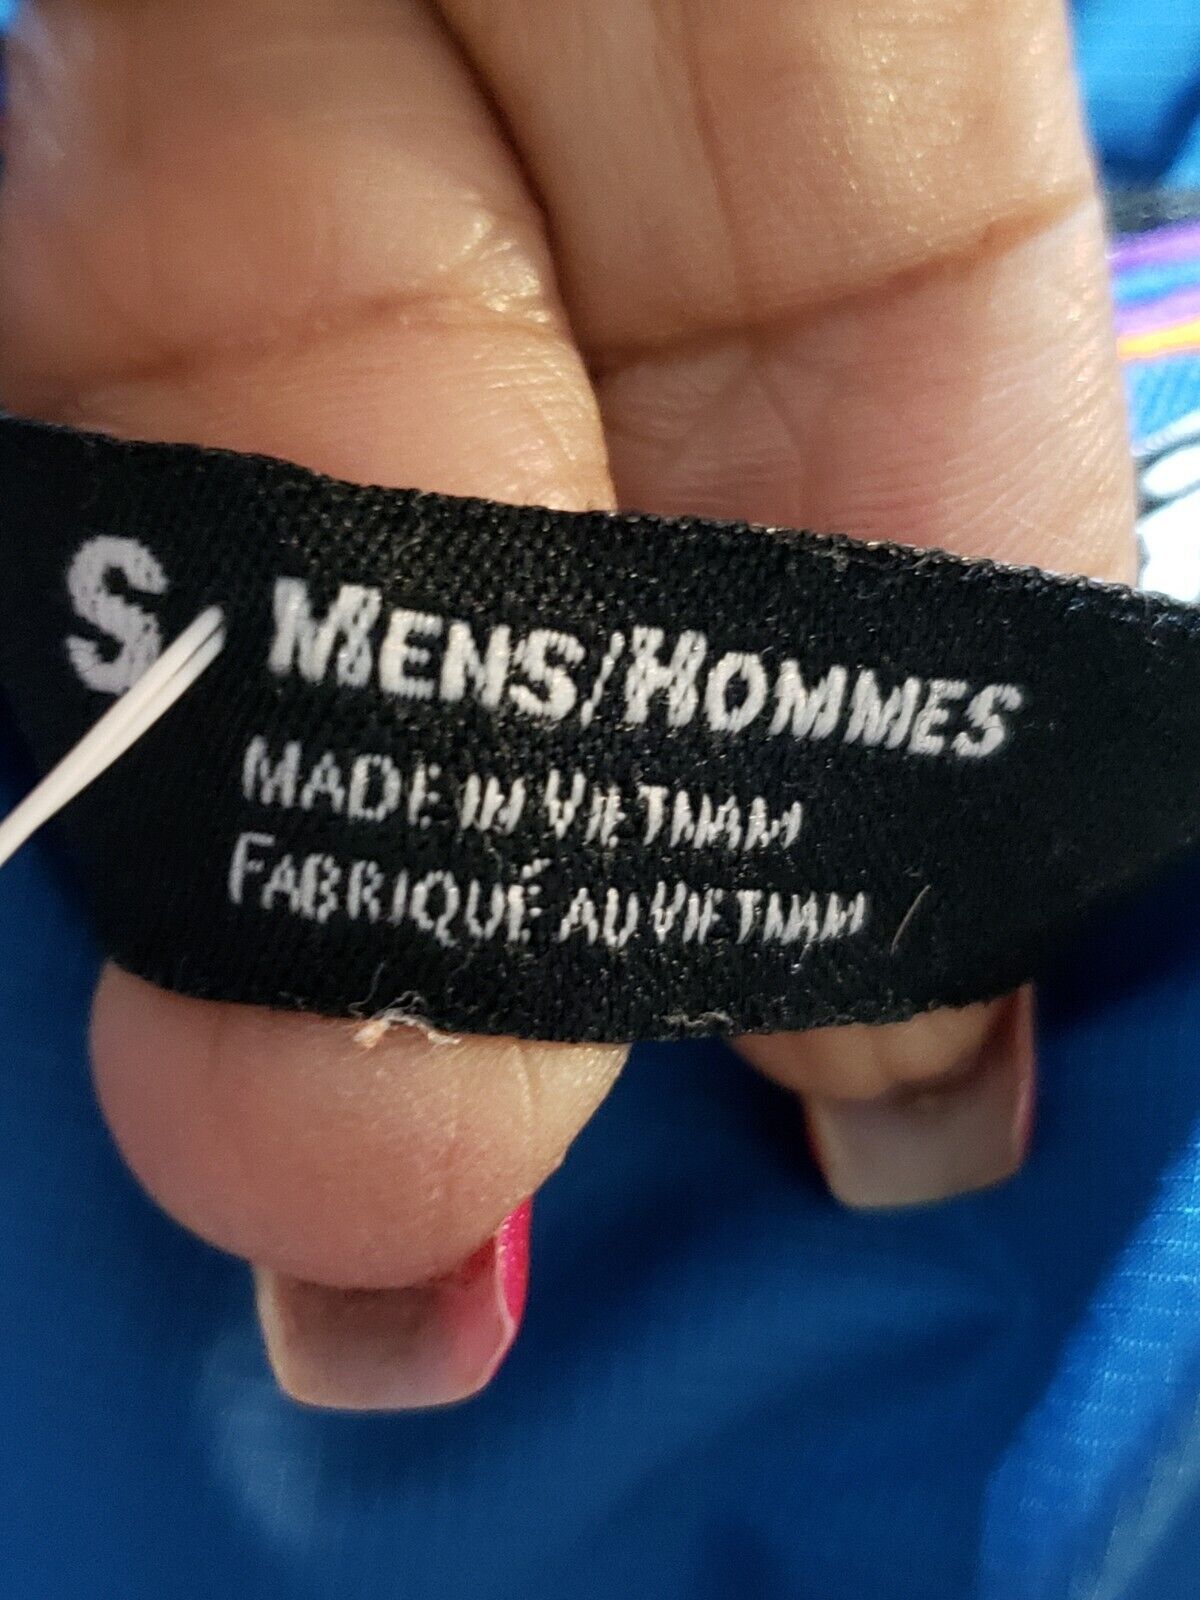 S MENS/HOMMES
MADE IN VIETNAM
FABRIQUÉ AU VIETNAM